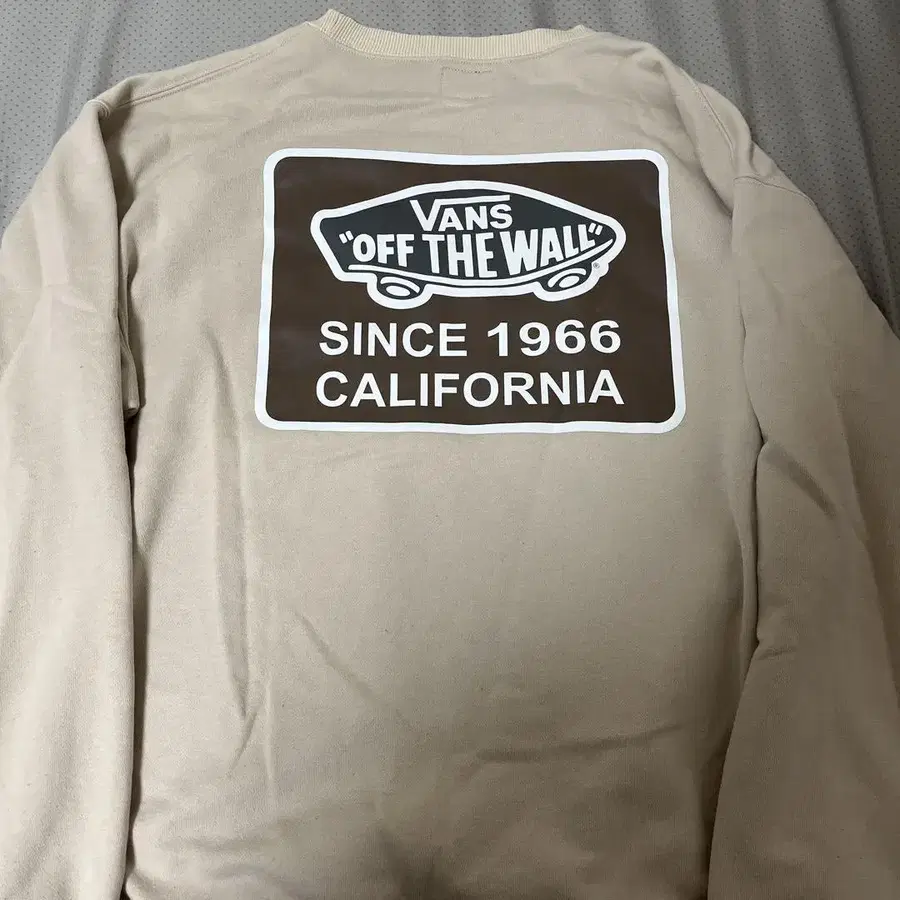 VANS
"OFF THE WALL"
®
SINCE 1966
CALIFORNIA